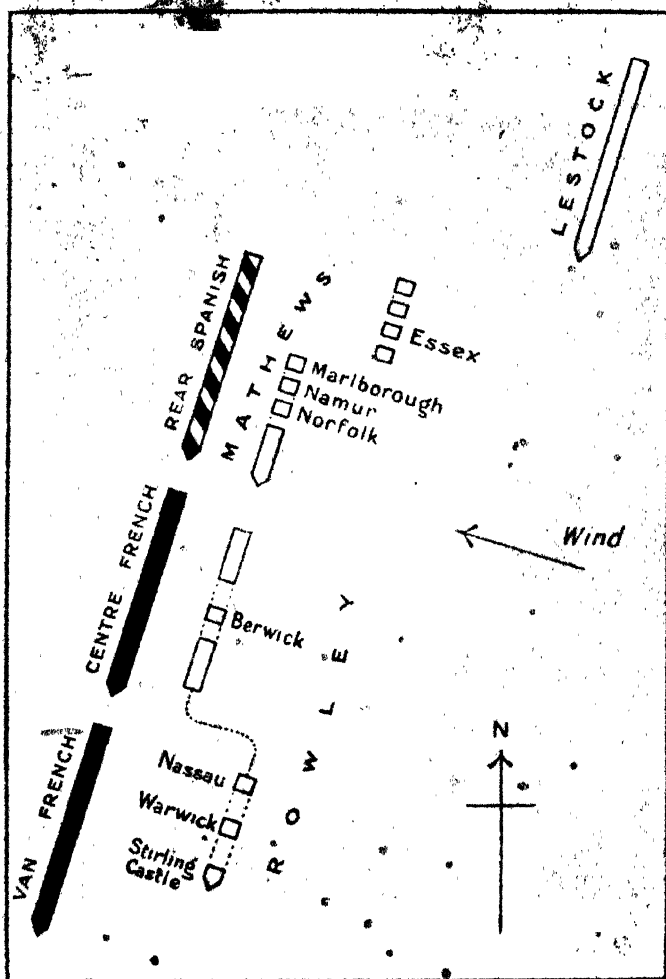 LESTOCK
REAR SPANISH
MATHEWS
Essex
Marlborough
Namur
Norfolk
CENTRE FRENCH
Wind
Berwick
ROWLEY
N
VAN FRENCH
Nassau
Warwick
Stirling
Castle